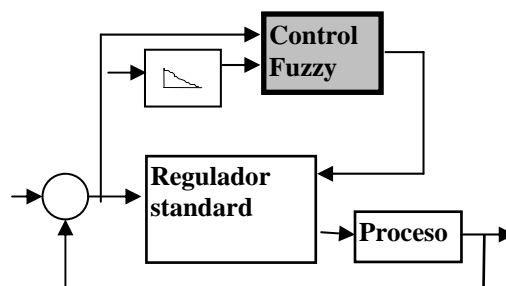 Control
Fuzzy
Regulador
standard
Proceso